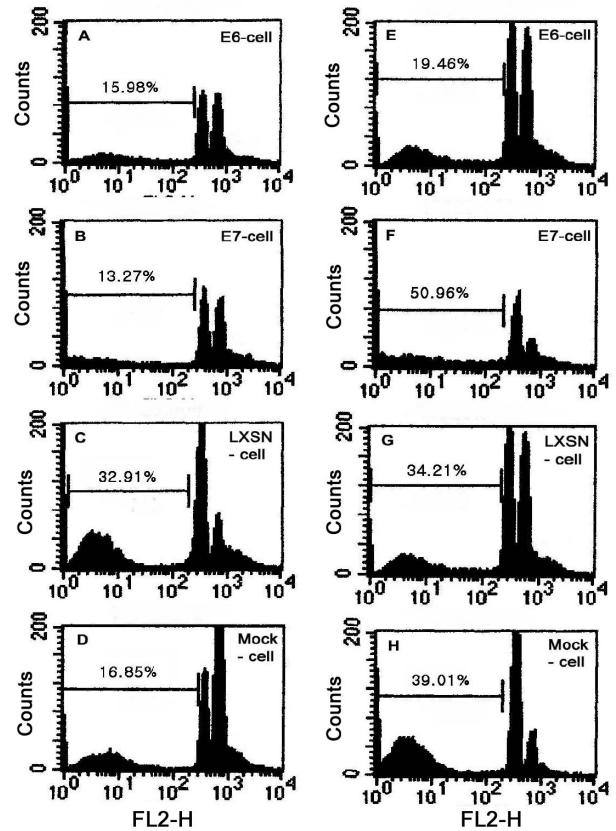 A
E6-cell
200
Counts
0
15.98%
10^0 10^1 10^2 10^3 10^4
B
E7-cell
200
Counts
0
13.27%
10^0 10^1 10^2 10^3 10^4
C
LXSN
- cell
200
Counts
0
32.91%
10^0 10^1 10^2 10^3 10^4
D
Mock
- cell
200
Counts
0
16.85%
10^0 10^1 10^2 10^3 10^4
FL2-H
E
E6-cell
200
Counts
0
19.46%
10^0 10^1 10^2 10^3 10^4
F
E7-cell
200
Counts
0
50.96%
10^0 10^1 10^2 10^3 10^4
G
LXSN
- cell
200
Counts
0
34.21%
10^0 10^1 10^2 10^3 10^4
H
Mock
- cell
200
Counts
0
39.01%
10^0 10^1 10^2 10^3 10^4
FL2-H